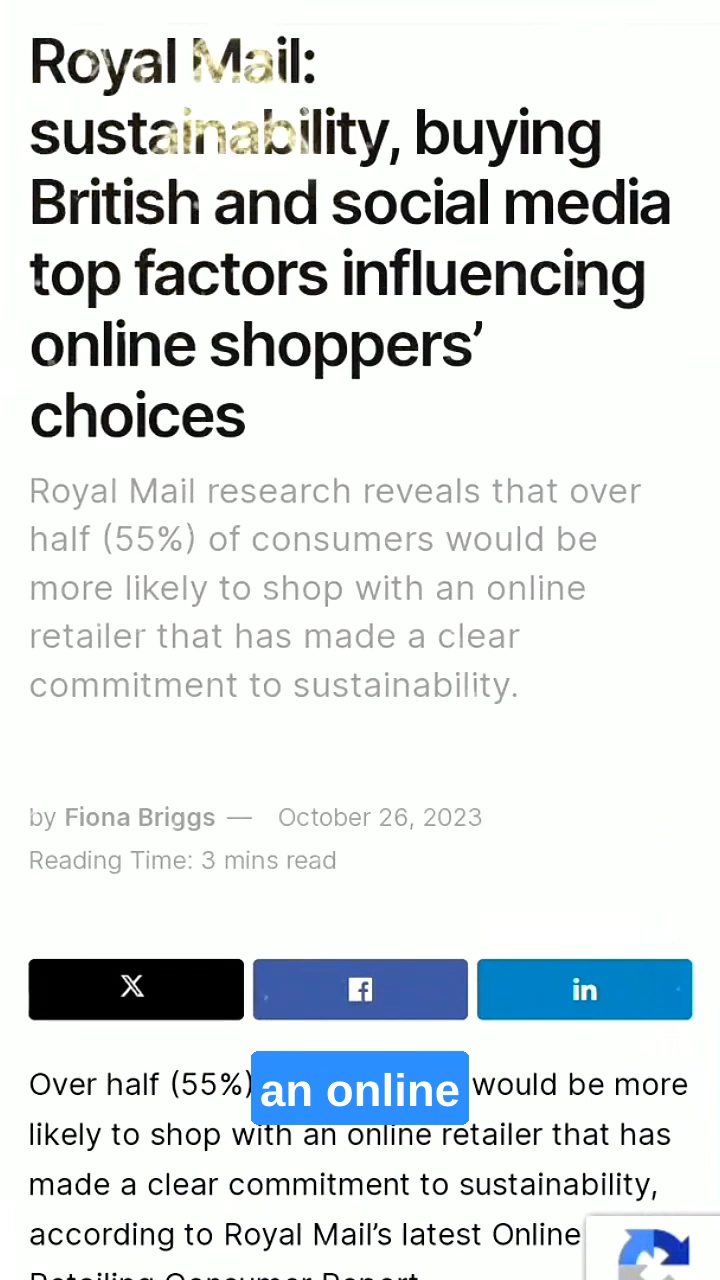 Royal Mail:
sustainability, buying
British and social media
top factors influencing
online shoppers’
choices
Royal Mail research reveals that over
half (55%) of consumers would be
more likely to shop with an online
retailer that has made a clear
commitment to sustainability.
by Fiona Briggs — October 26, 2023
Reading Time: 3 mins read
X
f
in
Over half (55%) an online would be more
likely to shop with an online retailer that has
made a clear commitment to sustainability,
according to Royal Mail’s latest Online
Retailing Consumer Report